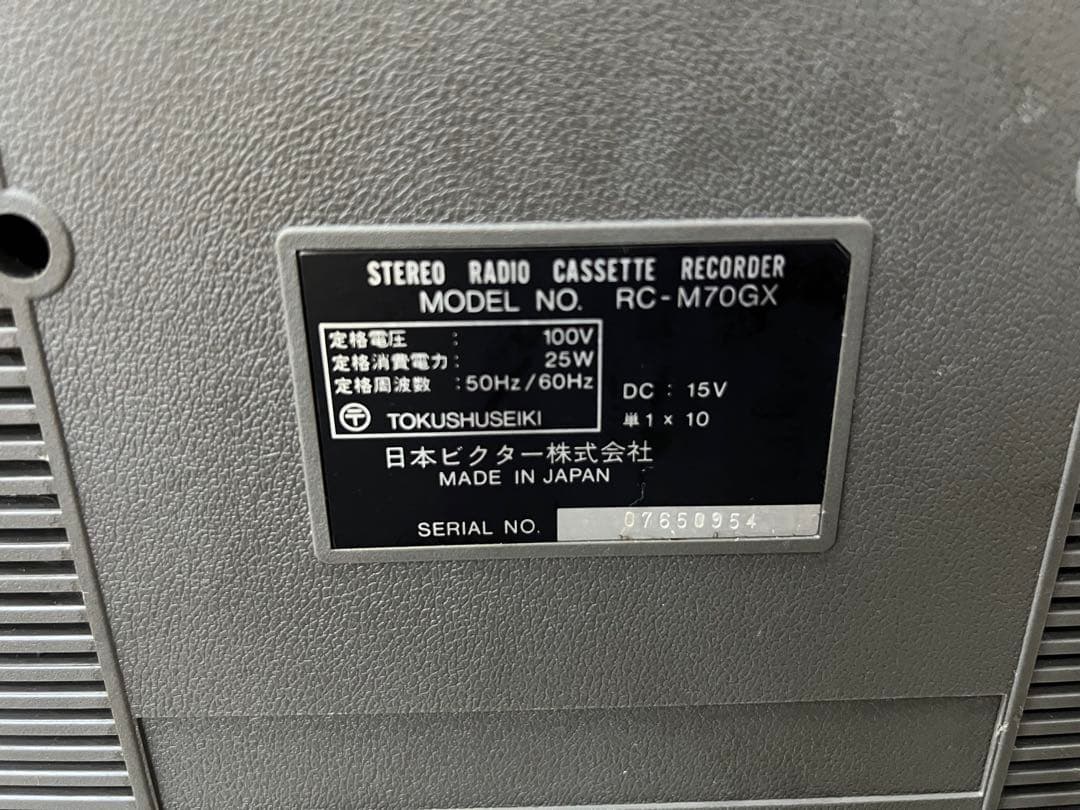 STEREO RADIO CASSETTE RECORDER
MODEL NO. RC-M70GX
定格電圧 : 100V
定格消費電力 : 25W
定格周波数 : 50Hz/60Hz
〶 TOKUSHUSEIKI
DC : 15V
単1 × 10
日本ビクター株式会社
MADE IN JAPAN
SERIAL NO. 07650954